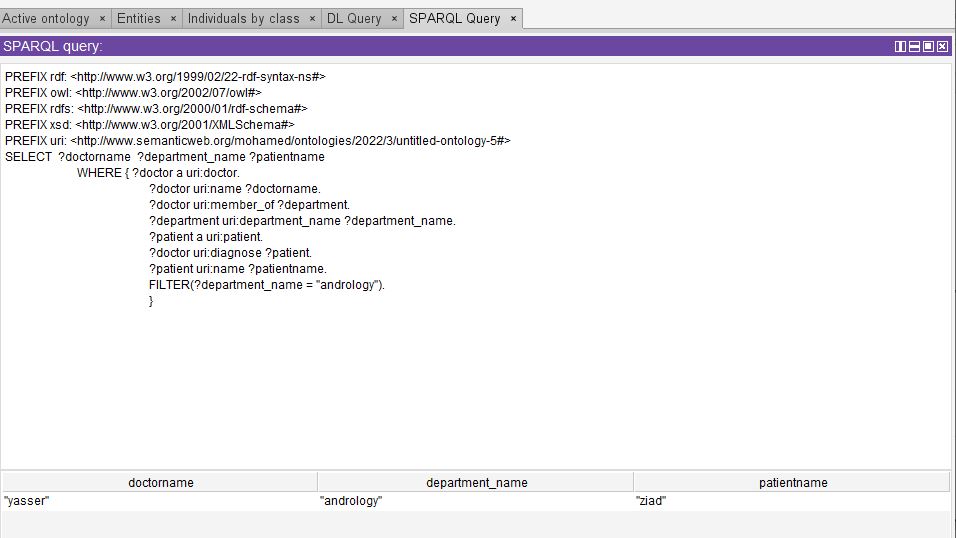 Active ontology × Entities × Individuals by class × DL Query × SPARQL Query ×
SPARQL query:
PREFIX rdf: <http://www.w3.org/1999/02/22-rdf-syntax-ns#>
PREFIX owl: <http://www.w3.org/2002/07/owl#>
PREFIX rdfs: <http://www.w3.org/2000/01/rdf-schema#>
PREFIX xsd: <http://www.w3.org/2001/XMLSchema#>
PREFIX uri: <http://www.semanticweb.org/mohamed/ontologies/2022/3/untitled-ontology-5#>
SELECT ?doctorname ?department_name ?patientname
WHERE { ?doctor a uri:doctor.
?doctor uri:name ?doctorname.
?doctor uri:member_of ?department.
?department uri:department_name ?department_name.
?patient a uri:patient.
?doctor uri:diagnose ?patient.
?patient uri:name ?patientname.
FILTER(?department_name = "andrology").
}
doctorname department_name patientname
"yasser" "andrology" "ziad"